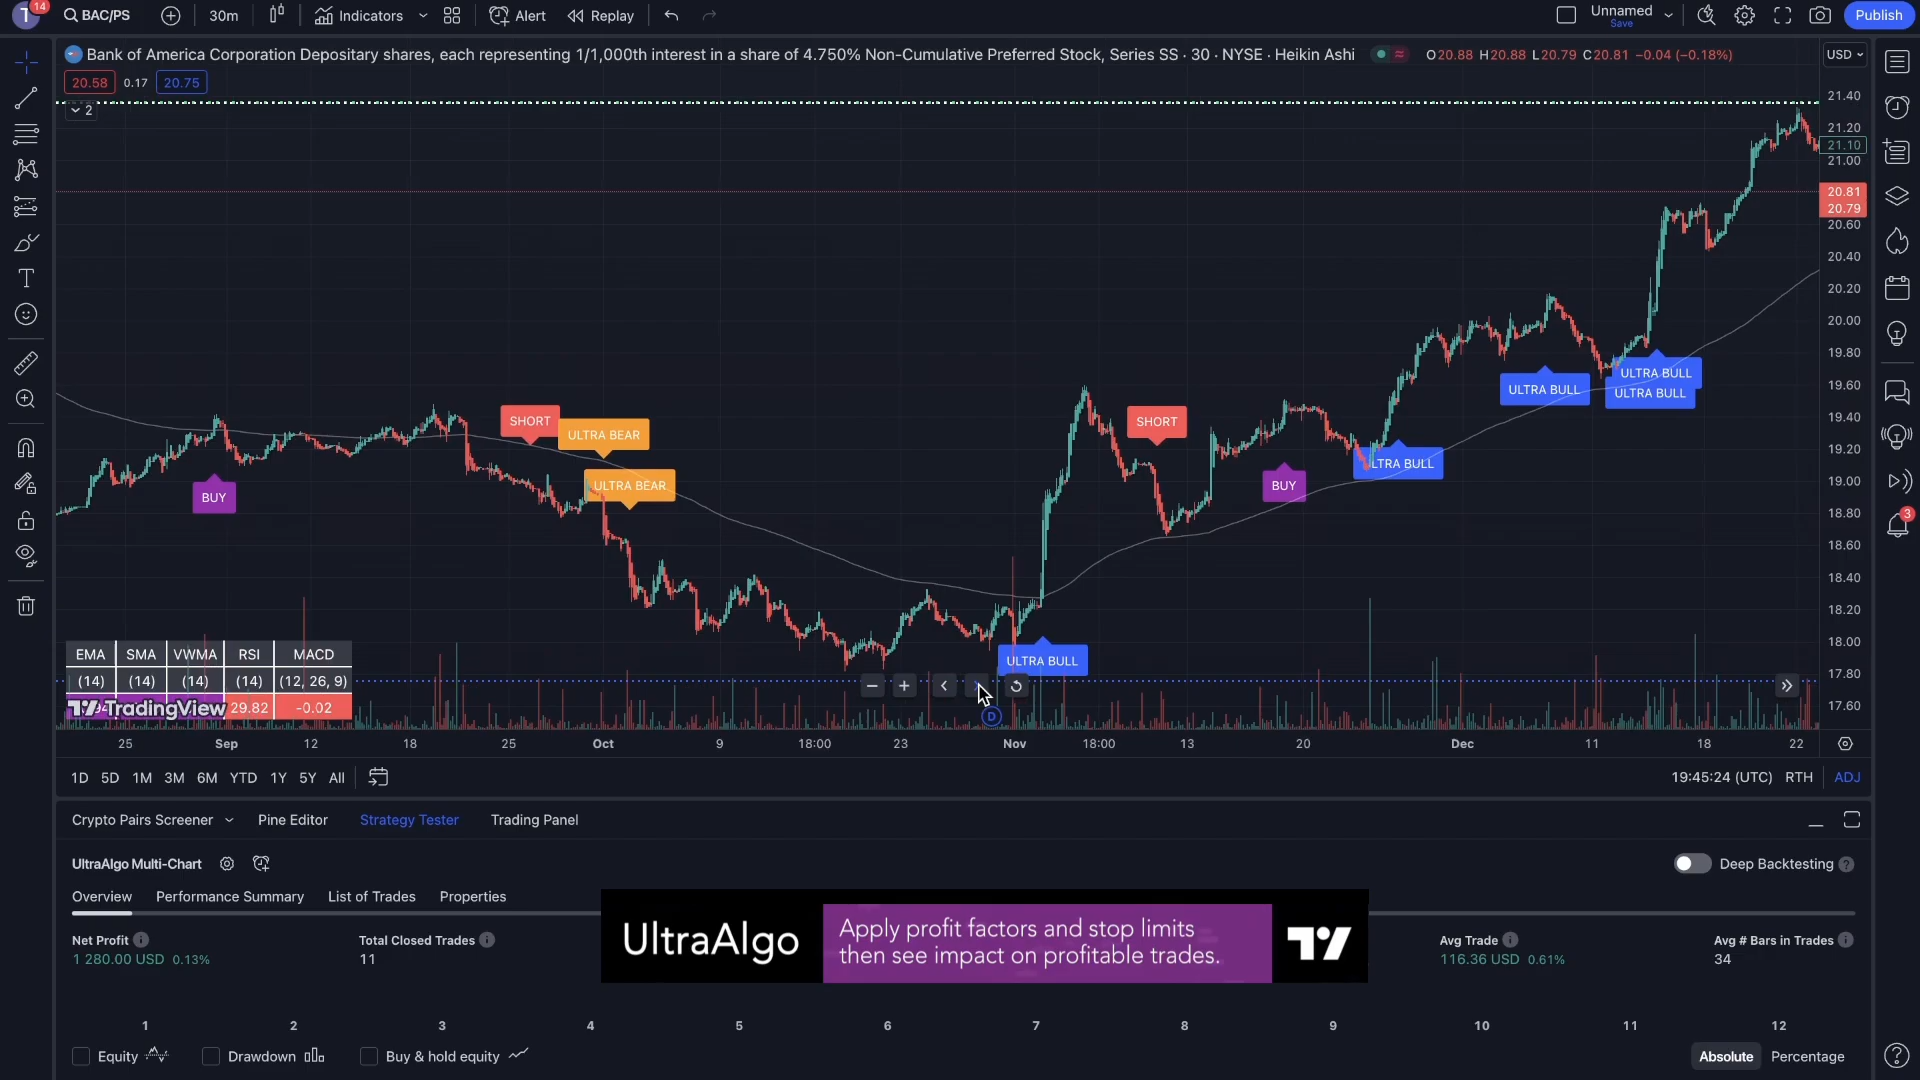 T 14 BAC/PS 30m Indicators Alert Replay Unnamed Save Publish
Bank of America Corporation Depositary shares, each representing 1/1,000th interest in a share of 4.750% Non-Cumulative Preferred Stock, Series SS · 30 · NYSE · Heikin Ashi O20.88 H20.88 L20.79 C20.81 −0.04 (−0.18%) USD
20.58 0.17 20.75
2
21.40
21.20
21.10
21.00
20.81
20.79
20.60
20.40
20.20
20.00
19.80
19.60
19.40
19.20
19.00
18.80
18.60
18.40
18.20
18.00
17.80
17.60
BUY
SHORT
ULTRA BEAR
ULTRA BEAR
ULTRA BULL
SHORT
BUY
LTRA BULL
ULTRA BULL
ULTRA BULL
ULTRA BULL
3
EMA SMA VWMA RSI MACD
(14) (14) (14) (14) (12, 26, 9)
TradingView 29.82 -0.02
D
25 Sep 12 18 25 Oct 9 18:00 23 Nov 18:00 13 20 Dec 11 18 22
1D 5D 1M 3M 6M YTD 1Y 5Y All 19:45:24 (UTC) RTH ADJ
Crypto Pairs Screener Pine Editor Strategy Tester Trading Panel
UltraAlgo Multi-Chart Deep Backtesting
Overview Performance Summary List of Trades Properties
UltraAlgo
Apply profit factors and stop limits
then see impact on profitable trades.
Net Profit Total Closed Trades Avg Trade Avg # Bars in Trades
1 280.00 USD 0.13% 11 116.36 USD 0.61% 34
1 2 3 4 5 6 7 8 9 10 11 12
Equity Drawdown Buy & hold equity Absolute Percentage